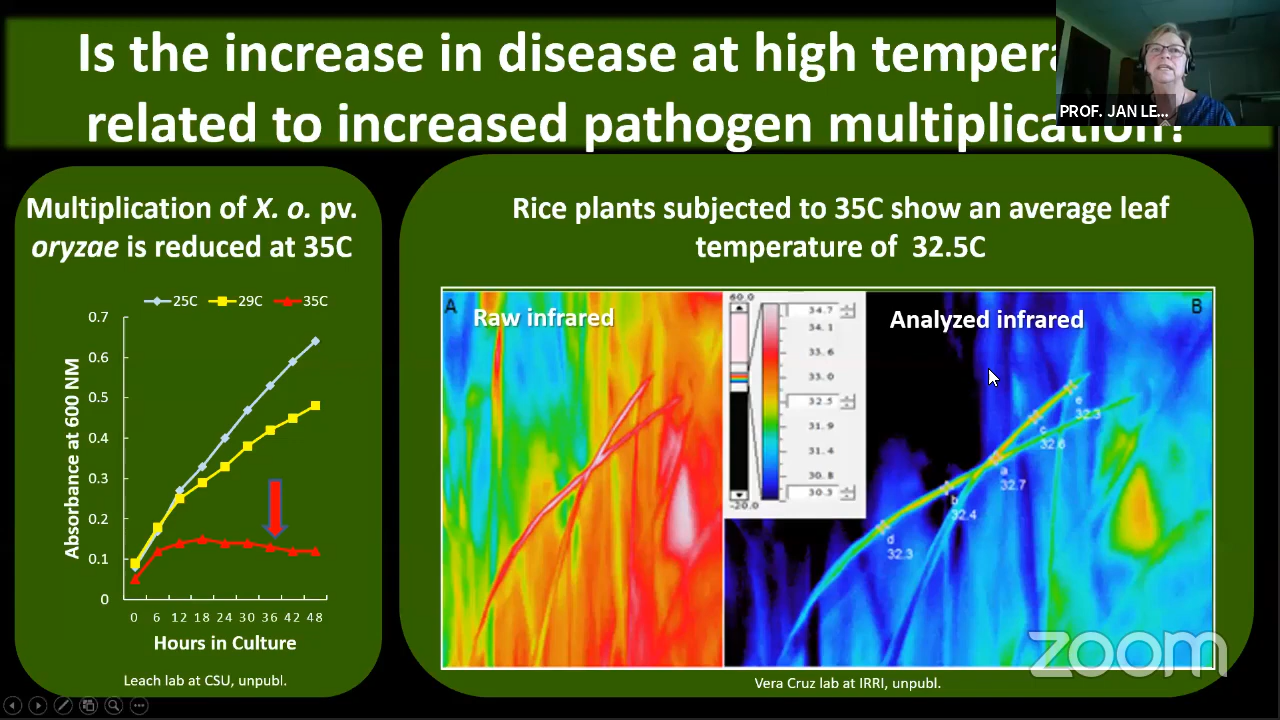 Is the increase in disease at high tempera
related to increased pathogen multiplication?
PROF. JAN LE...
Multiplication of X. o. pv.
oryzae is reduced at 35C
25C 29C 35C
0.7
0.6
0.5
0.4
0.3
0.2
0.1
0
Absorbance at 600 NM
0 6 12 18 24 30 36 42 48
Hours in Culture
Leach lab at CSU, unpubl.
Rice plants subjected to 35C show an average leaf
temperature of 32.5C
A
Raw infrared
60.0
-20.0
34.7
34.1
33.6
33.0
32.5
31.9
31.4
30.8
30.3
Analyzed infrared
B
e
32.3
c
32.6
a
32.7
b
32.4
d
32.3
zoom
Vera Cruz lab at IRRI, unpubl.